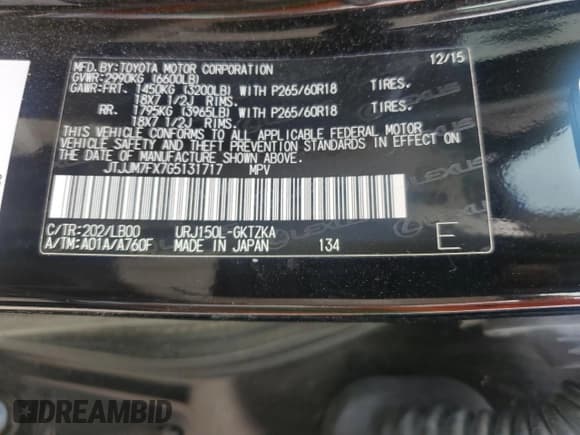 MFD.BY:TOYOTA MOTOR CORPORATION 12/15
GVWR:2990KG (6600LB)
GAWR:FRT. 1450KG (3200LB) WITH P265/60R18 TIRES.
18X7 1/2J RIMS.
RR. 1795KG (3965LB) WITH P265/60R18 TIRES.
18X7 1/2J RIMS.
THIS VEHICLE CONFORMS TO ALL APPLICABLE FEDERAL MOTOR
VEHICLE SAFETY AND THEFT PREVENTION STANDARDS IN EFFECT
ON THE DATE OF MANUFACTURE SHOWN ABOVE.
JTJJM7FX7G5131717 MPV
LEXUS
LEXUS
C/TR:202/LB00 URJ150L-GKTZKA
A/TM:A01A/A760F MADE IN JAPAN 134 E
DREAMBID